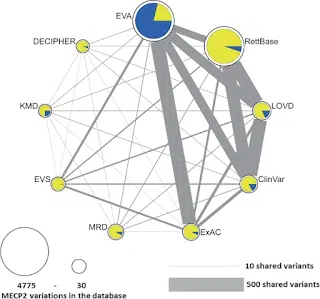 EVA
DECIPHER
RettBase
KMD
LOVD
EVS
ClinVar
MRD
ExAC
4775 - 30
MECP2 variations in the database
10 shared variants
500 shared variants